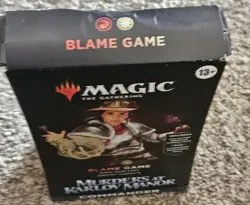 BLAME GAME
MAGIC
THE GATHERING
13+
BLAME GAME
MURDERS AT
KARLOV MANOR
COMMANDER